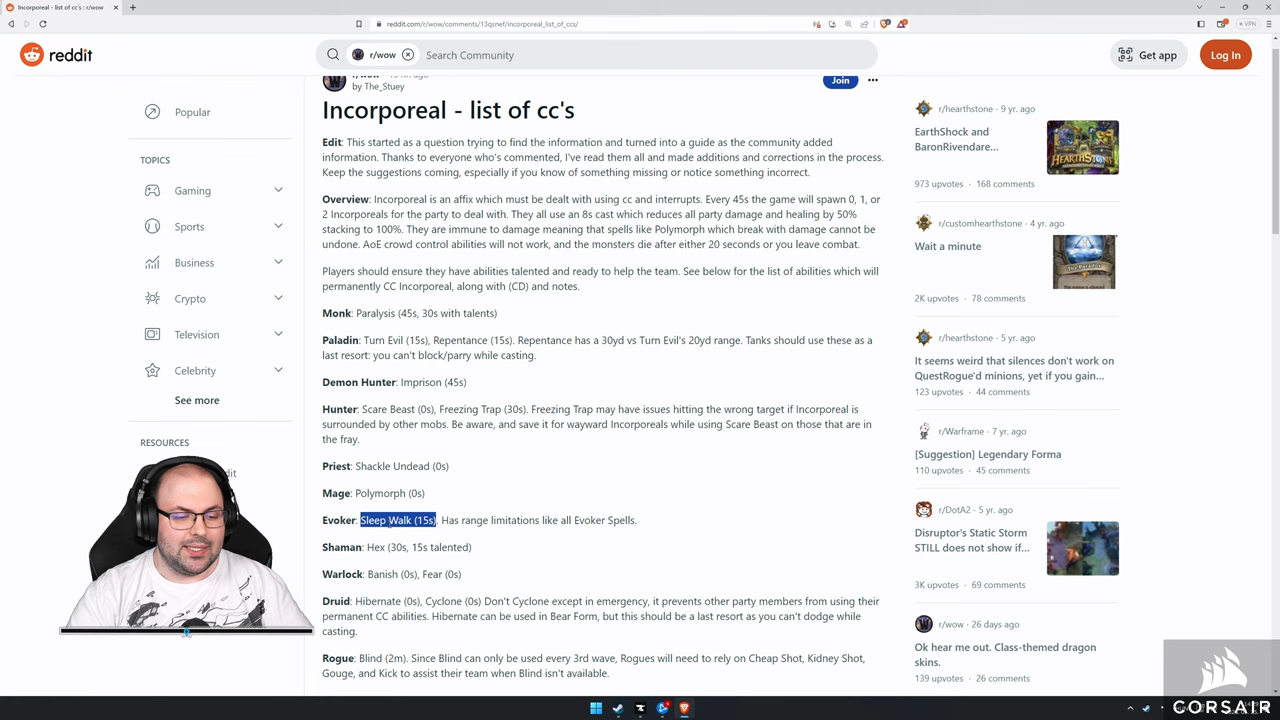 Incorporeal - list of cc's : r/wow
reddit.com/r/wow/comments/13qsnef/incorporeal_list_of_ccs/
VPN
reddit
r/wow
Search Community
Get app
Log In
by The_Stuey
Join
Incorporeal - list of cc's
Edit: This started as a question trying to find the information and turned into a guide as the community added
information. Thanks to everyone who's commented, I've read them all and made additions and corrections in the process.
Keep the suggestions coming, especially if you know of something missing or notice something incorrect.
Overview: Incorporeal is an affix which must be dealt with using cc and interrupts. Every 45s the game will spawn 0, 1, or
2 Incorporeals for the party to deal with. They all use an 8s cast which reduces all party damage and healing by 50%
stacking to 100%. They are immune to damage meaning that spells like Polymorph which break with damage cannot be
undone. AoE crowd control abilities will not work, and the monsters die after either 20 seconds or you leave combat.
Players should ensure they have abilities talented and ready to help the team. See below for the list of abilities which will
permanently CC Incorporeal, along with (CD) and notes.
Monk: Paralysis (45s, 30s with talents)
Paladin: Turn Evil (15s), Repentance (15s). Repentance has a 30yd vs Turn Evil's 20yd range. Tanks should use these as a
last resort: you can't block/parry while casting.
Demon Hunter: Imprison (45s)
Hunter: Scare Beast (0s), Freezing Trap (30s). Freezing Trap may have issues hitting the wrong target if Incorporeal is
surrounded by other mobs. Be aware, and save it for wayward Incorporeals while using Scare Beast on those that are in
the fray.
Priest: Shackle Undead (0s)
Mage: Polymorph (0s)
Evoker: Sleep Walk (15s). Has range limitations like all Evoker Spells.
Shaman: Hex (30s, 15s talented)
Warlock: Banish (0s), Fear (0s)
Druid: Hibernate (0s), Cyclone (0s) Don't Cyclone except in emergency, it prevents other party members from using their
permanent CC abilities. Hibernate can be used in Bear Form, but this should be a last resort as you can't dodge while
casting.
Rogue: Blind (2m). Since Blind can only be used every 3rd wave, Rogues will need to rely on Cheap Shot, Kidney Shot,
Gouge, and Kick to assist their team when Blind isn't available.
Popular
TOPICS
Gaming
Sports
Business
Crypto
Television
Celebrity
See more
RESOURCES
r/hearthstone · 9 yr. ago
EarthShock and
BaronRivendare...
HEARTHSTONE
973 upvotes · 168 comments
r/customhearthstone · 4 yr. ago
Wait a minute
The Paradox
2K upvotes · 78 comments
r/hearthstone · 5 yr. ago
It seems weird that silences don't work on
QuestRogue'd minions, yet if you gain...
123 upvotes · 44 comments
r/Warframe · 7 yr. ago
[Suggestion] Legendary Forma
110 upvotes · 45 comments
r/DotA2 · 5 yr. ago
Disruptor's Static Storm
STILL does not show if...
3K upvotes · 69 comments
r/wow · 26 days ago
Ok hear me out. Class-themed dragon
skins.
139 upvotes · 26 comments
CORSAIR